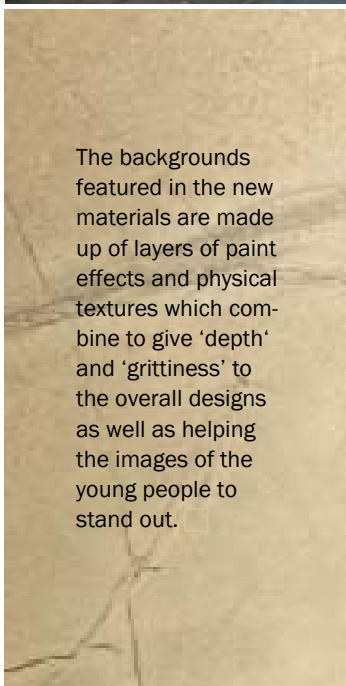 The backgrounds
featured in the new
materials are made
up of layers of paint
effects and physical
textures which com-
bine to give ‘depth‘
and ‘grittiness’ to
the overall designs
as well as helping
the images of the
young people to
stand out.